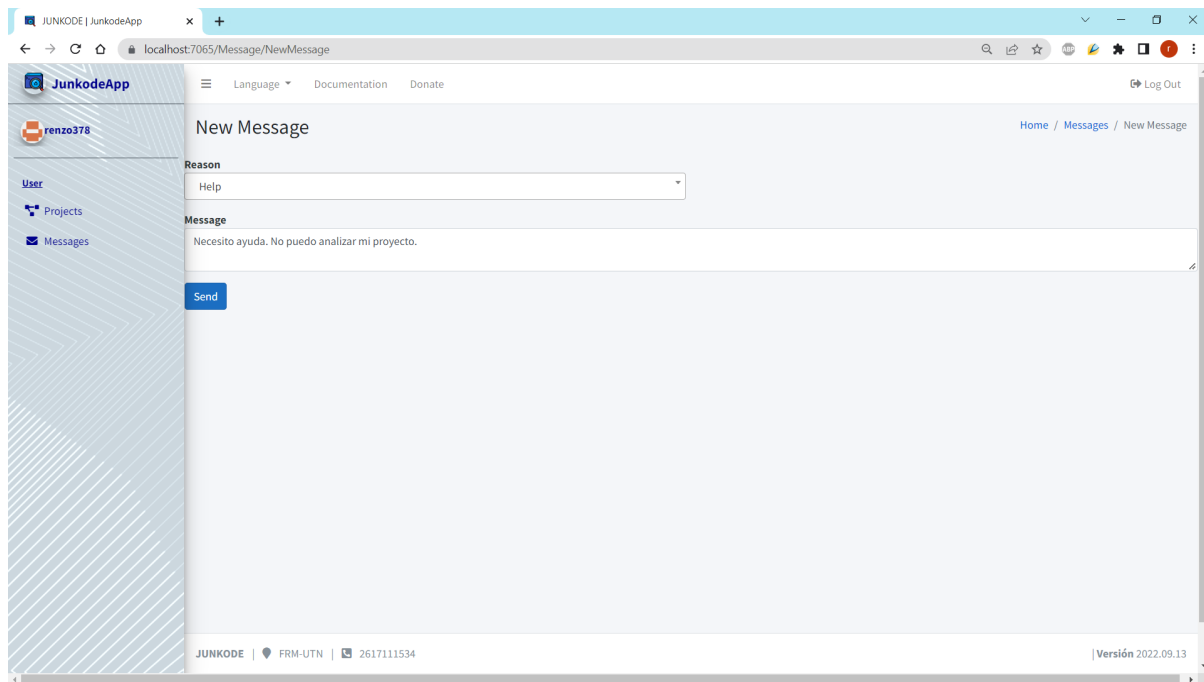 JUNKODE | JunkodeApp
localhost:7065/Message/NewMessage
ABP
r
JunkodeApp
Language
Documentation
Donate
Log Out
renzo378
New Message
Home / Messages / New Message
User
Projects
Messages
Reason
Help
Message
Necesito ayuda. No puedo analizar mi proyecto.
Send
JUNKODE | FRM-UTN | 2617111534
| Versión 2022.09.13